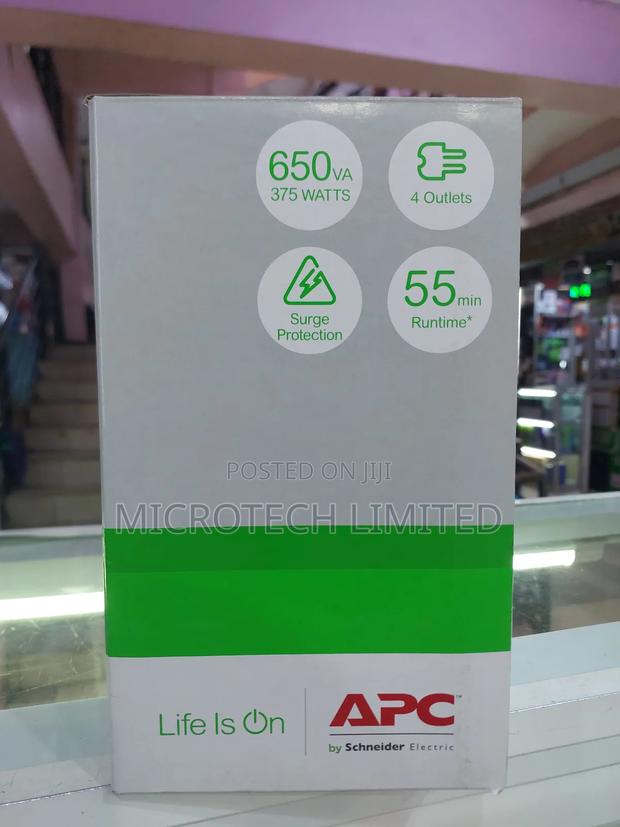 650VA
375 WATTS
4 Outlets
Surge
Protection
55min
Runtime*
POSTED ON JIJI
MICROTECH LIMITED
Life Is On
APC™
by Schneider Electric